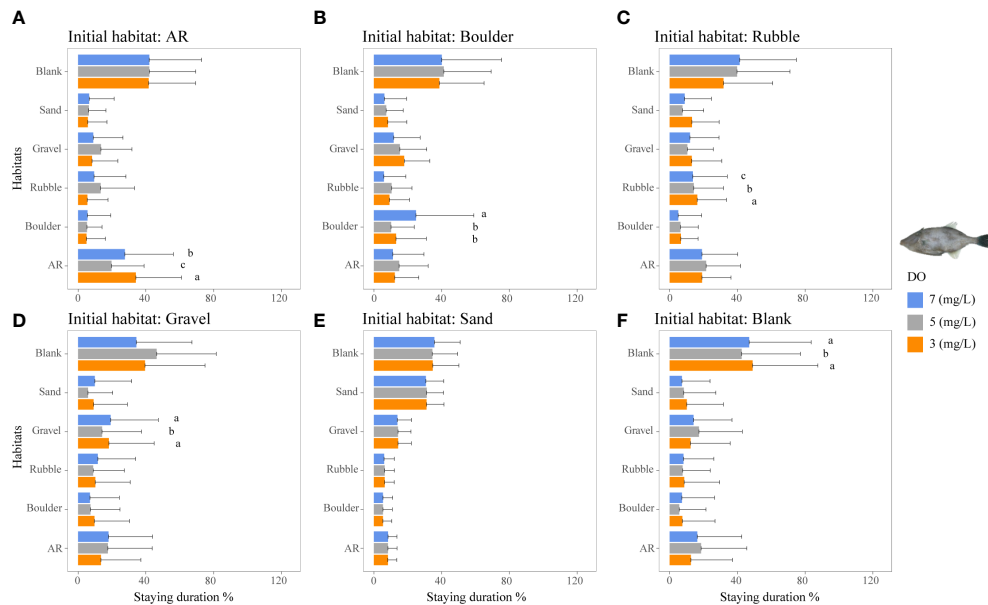 A
Initial habitat: AR
Habitats
Blank
Sand
Gravel
Rubble
Boulder
AR
b
c
a
0 40 80 120
B
Initial habitat: Boulder
Blank
Sand
Gravel
Rubble
Boulder
AR
a
b
b
0 40 80 120
C
Initial habitat: Rubble
Blank
Sand
Gravel
Rubble
Boulder
AR
c
b
a
0 40 80 120
DO
7 (mg/L)
5 (mg/L)
3 (mg/L)
D
Initial habitat: Gravel
Habitats
Blank
Sand
Gravel
Rubble
Boulder
AR
a
b
a
0 40 80 120
Staying duration %
E
Initial habitat: Sand
Blank
Sand
Gravel
Rubble
Boulder
AR
0 40 80 120
Staying duration %
F
Initial habitat: Blank
Blank
Sand
Gravel
Rubble
Boulder
AR
a
b
a
0 40 80 120
Staying duration %